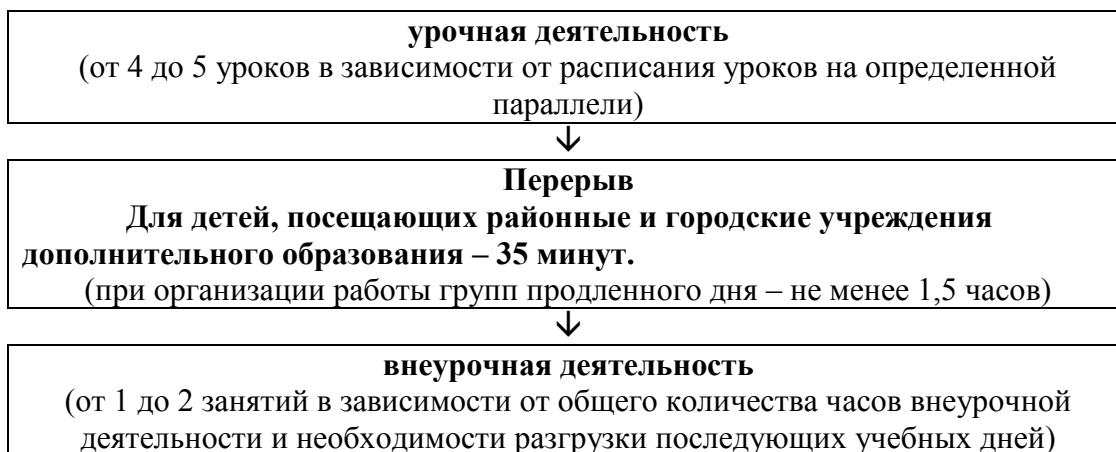 урочная деятельность
(от 4 до 5 уроков в зависимости от расписания уроков на определенной
параллели)
↓
Перерыв
Для детей, посещающих районные и городские учреждения
дополнительного образования – 35 минут.
(при организации работы групп продленного дня – не менее 1,5 часов)
↓
внеурочная деятельность
(от 1 до 2 занятий в зависимости от общего количества часов внеурочной
деятельности и необходимости разгрузки последующих учебных дней)